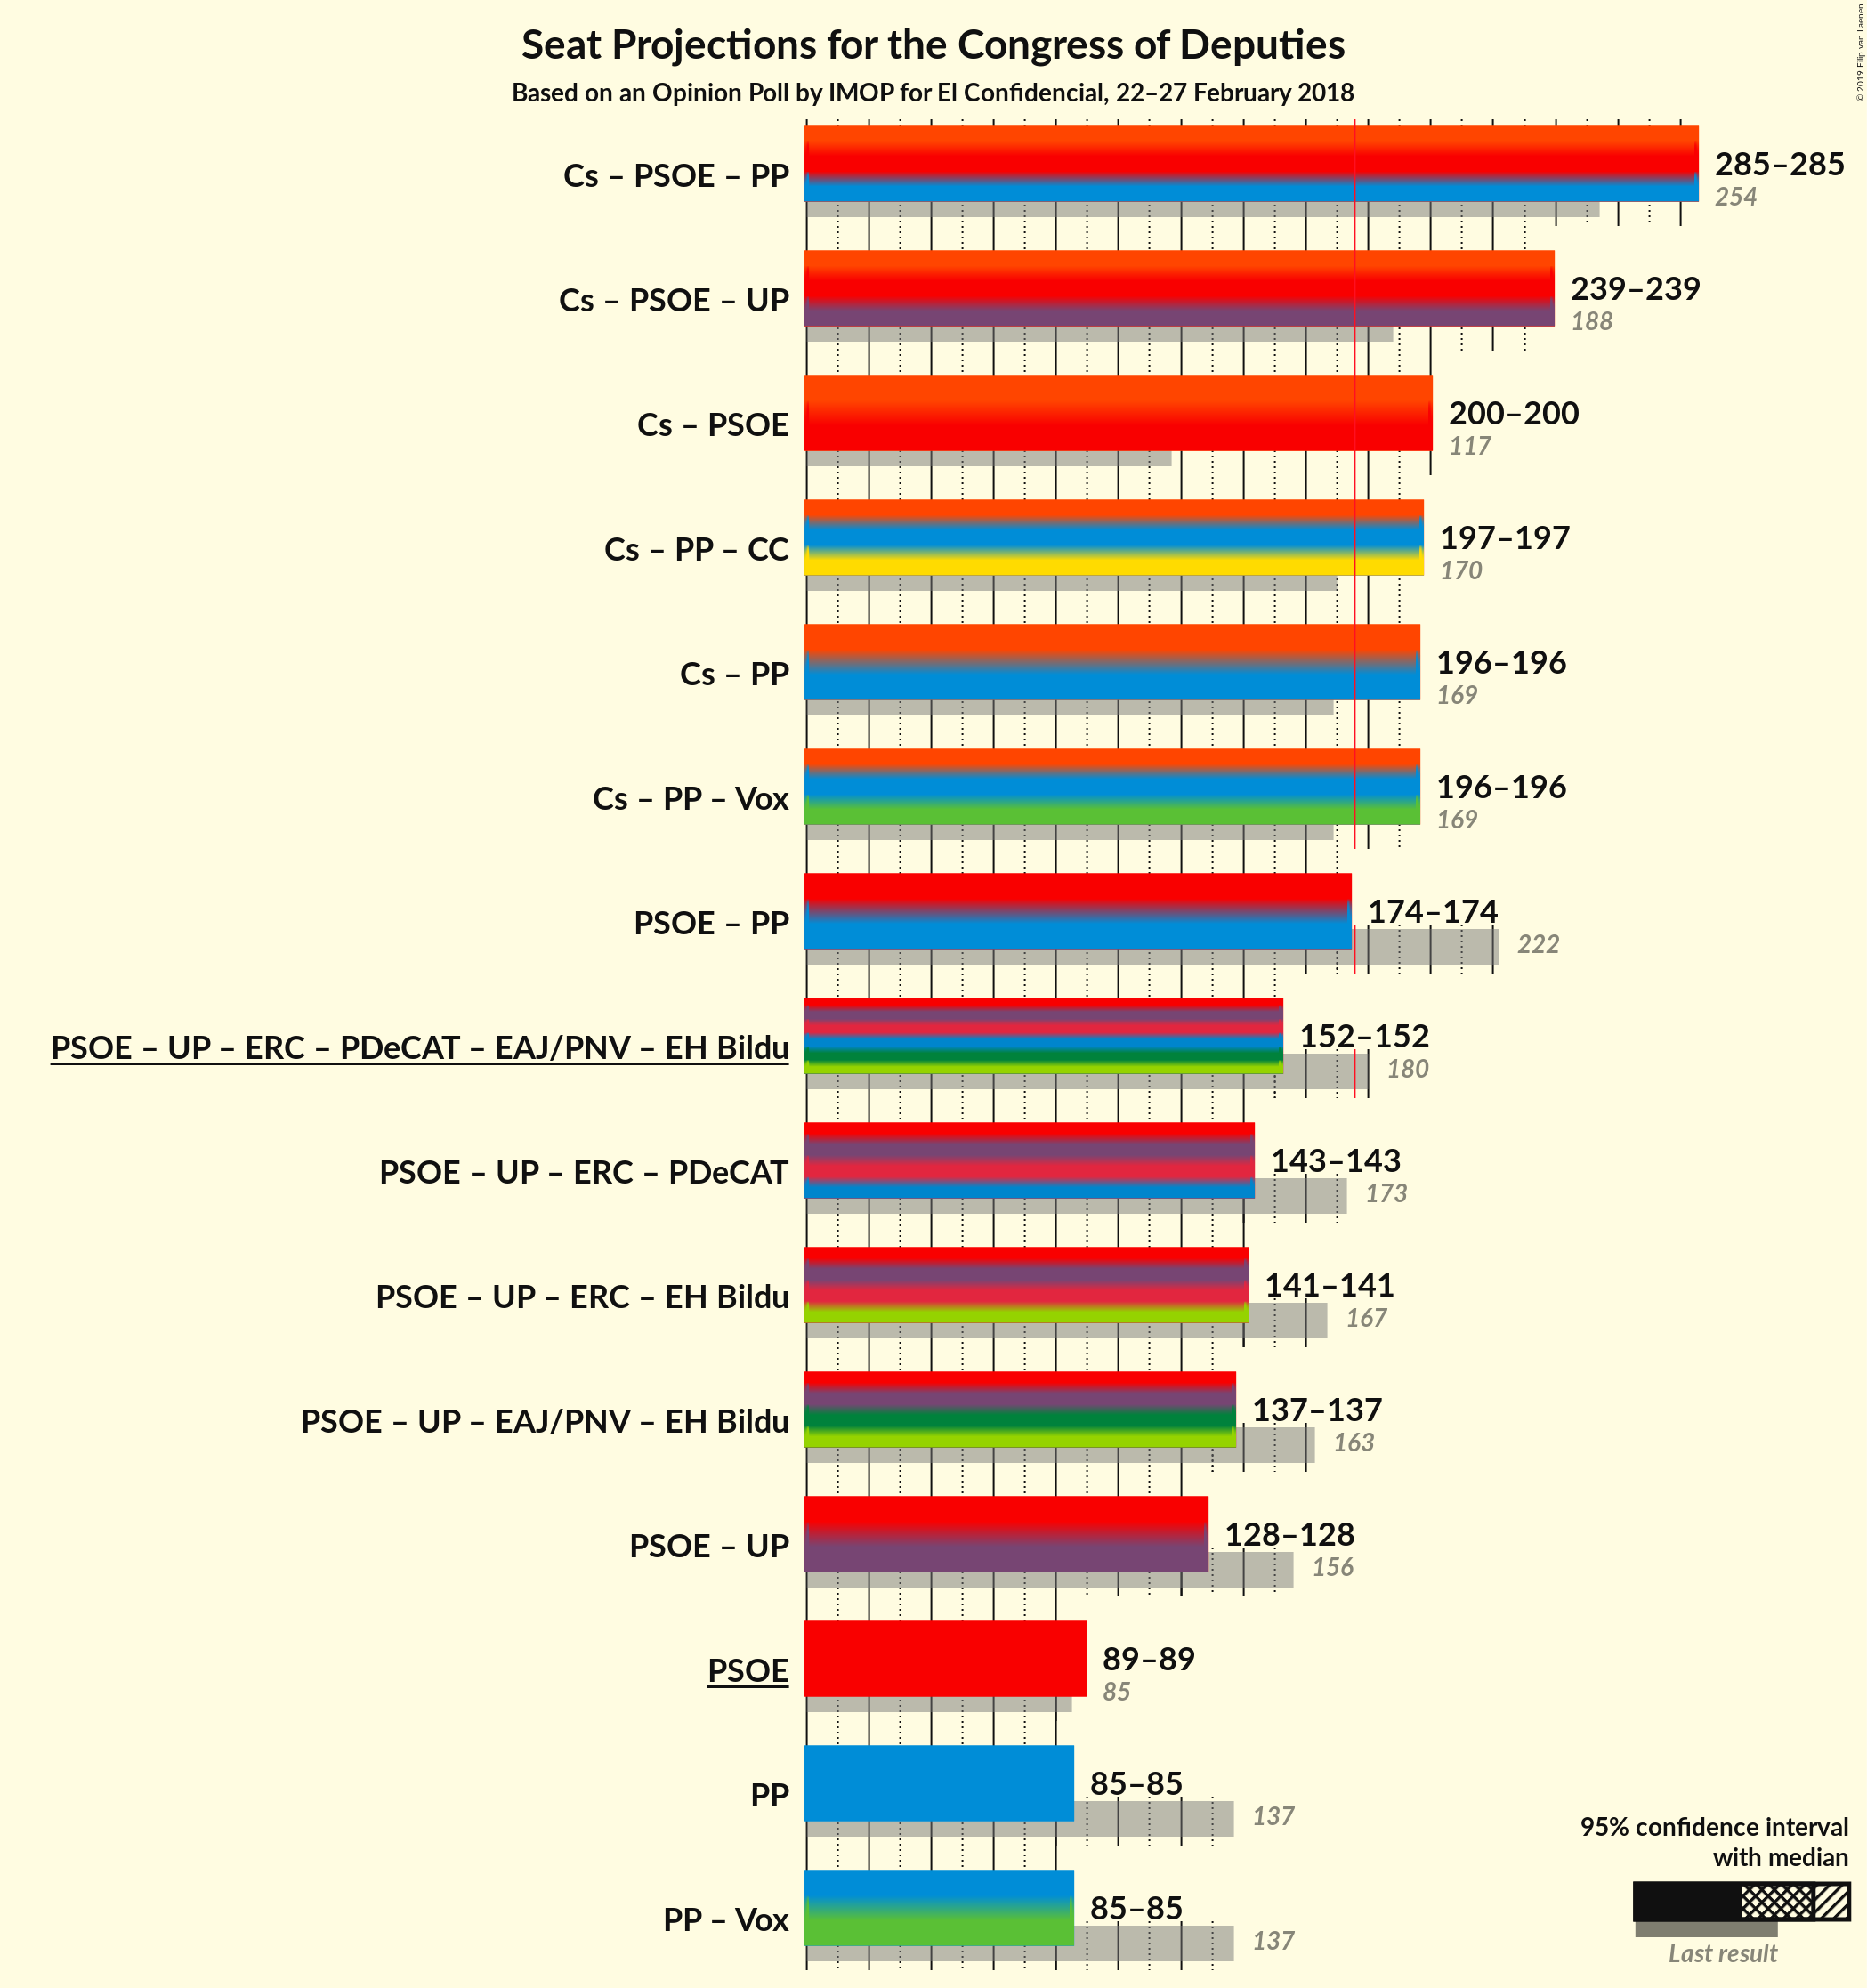 Seat Projections for the Congress of Deputies
Based on an Opinion Poll by IMOP for El Confidencial, 22–27 February 2018
© 2019 Filip van Laenen
Cs – PSOE – PP
285–285
254
Cs – PSOE – UP
239–239
188
Cs – PSOE
200–200
117
Cs – PP – CC
197–197
170
Cs – PP
196–196
169
Cs – PP – Vox
196–196
169
PSOE – PP
174–174
222
PSOE – UP – ERC – PDeCAT – EAJ/PNV – EH Bildu
152–152
180
PSOE – UP – ERC – PDeCAT
143–143
173
PSOE – UP – ERC – EH Bildu
141–141
167
PSOE – UP – EAJ/PNV – EH Bildu
137–137
163
PSOE – UP
128–128
156
PSOE
89–89
85
PP
85–85
137
PP – Vox
85–85
137
95% confidence interval
with median
Last result